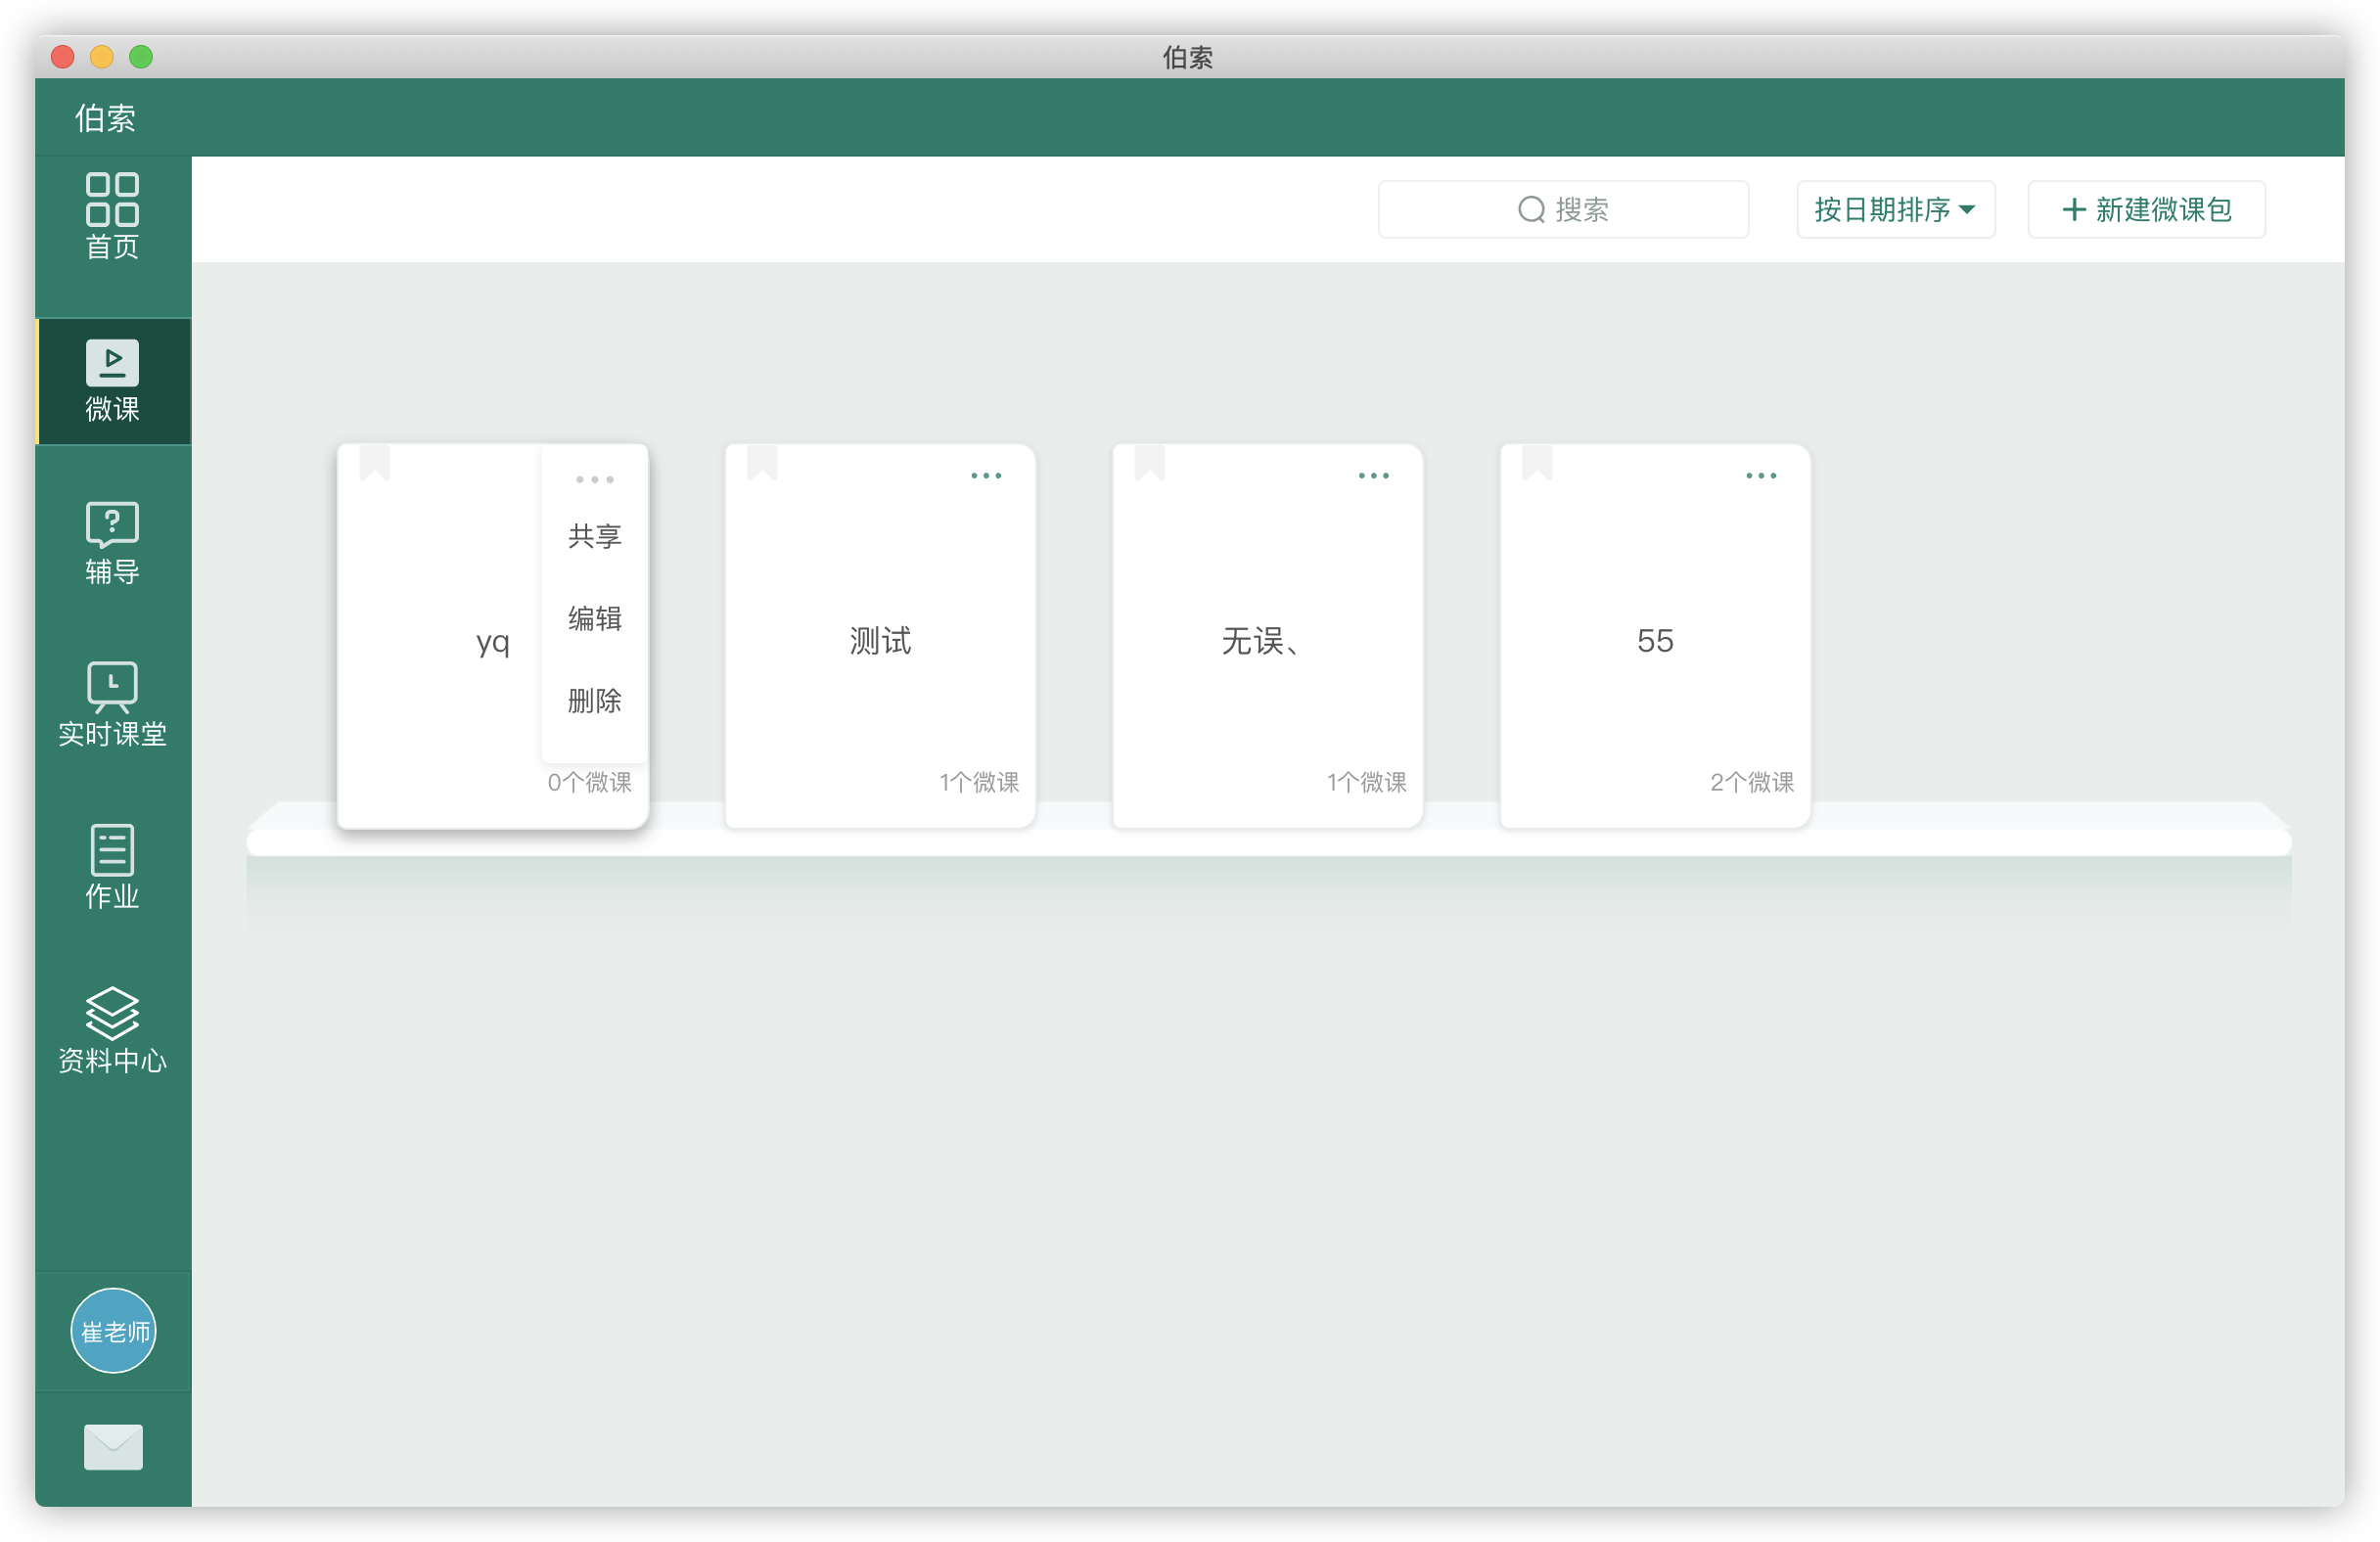 伯索
伯索
首页
微课
辅导
实时课堂
作业
资料中心
崔老师
搜索
按日期排序
新建微课包
yq
共享
编辑
删除
0个微课
测试
1个微课
无误、
1个微课
55
2个微课